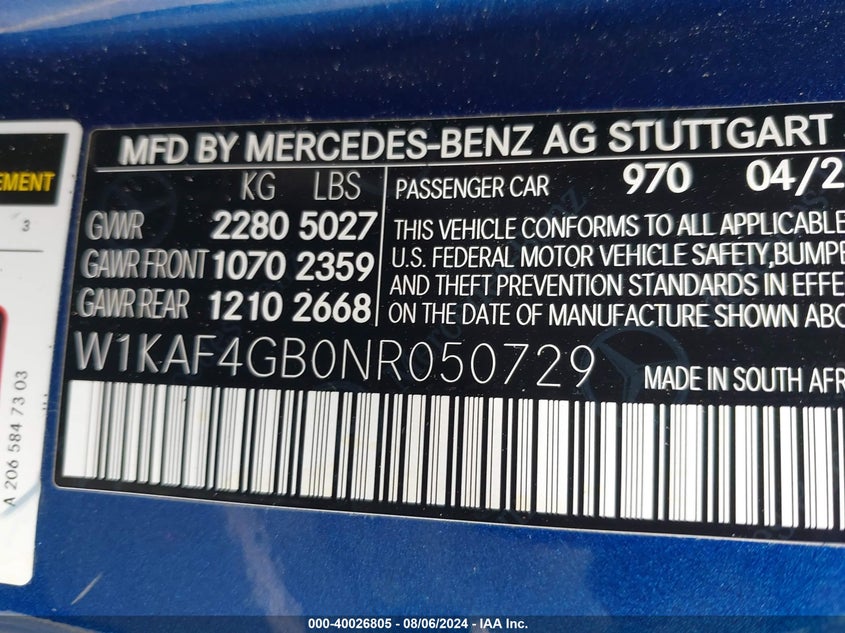 MFD BY MERCEDES-BENZ AG STUTTGART
KG LBS
GVWR 2280 5027
GAWR FRONT 1070 2359
GAWR REAR 1210 2668
PASSENGER CAR 970 04/2
THIS VEHICLE CONFORMS TO ALL APPLICABLE
U.S. FEDERAL MOTOR VEHICLE SAFETY,BUMPE
AND THEFT PREVENTION STANDARDS IN EFFE
ON THE DATE OF MANUFACTURE SHOWN ABO
W1KAF4GB0NR050729
MADE IN SOUTH AFR
EMENT
3
A 206 584 73 03
000-40026805 - 08/06/2024 - IAA Inc.